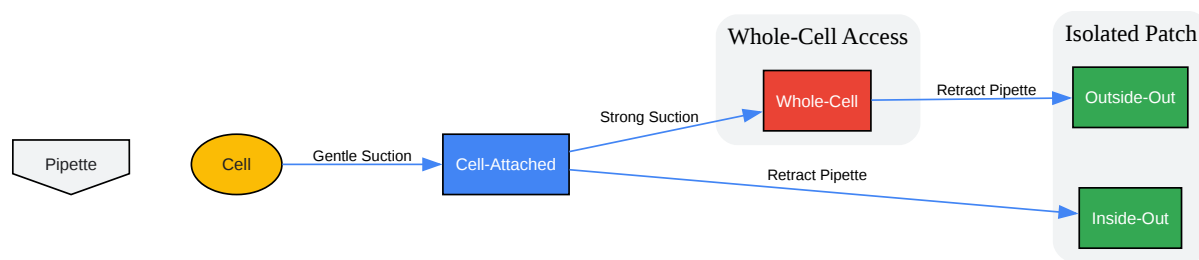 Whole-Cell Access
Isolated Patch
Whole-Cell
Retract Pipette
Outside-Out
Strong Suction
Pipette
Cell
Gentle Suction
Cell-Attached
Retract Pipette
Inside-Out